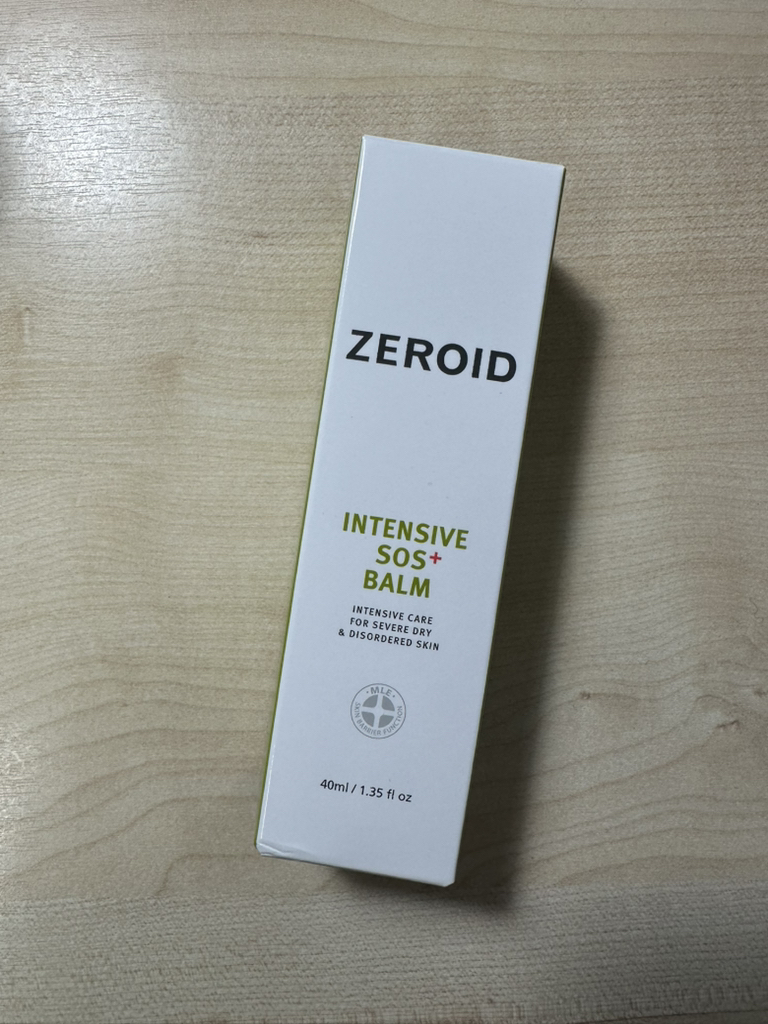 ZEROID
INTENSIVE
SOS+
BALM
INTENSIVE CARE
FOR SEVERE DRY
& DISORDERED SKIN
· MLE ·
SKIN BARRIER FUNCTION
40ml / 1.35 fl oz